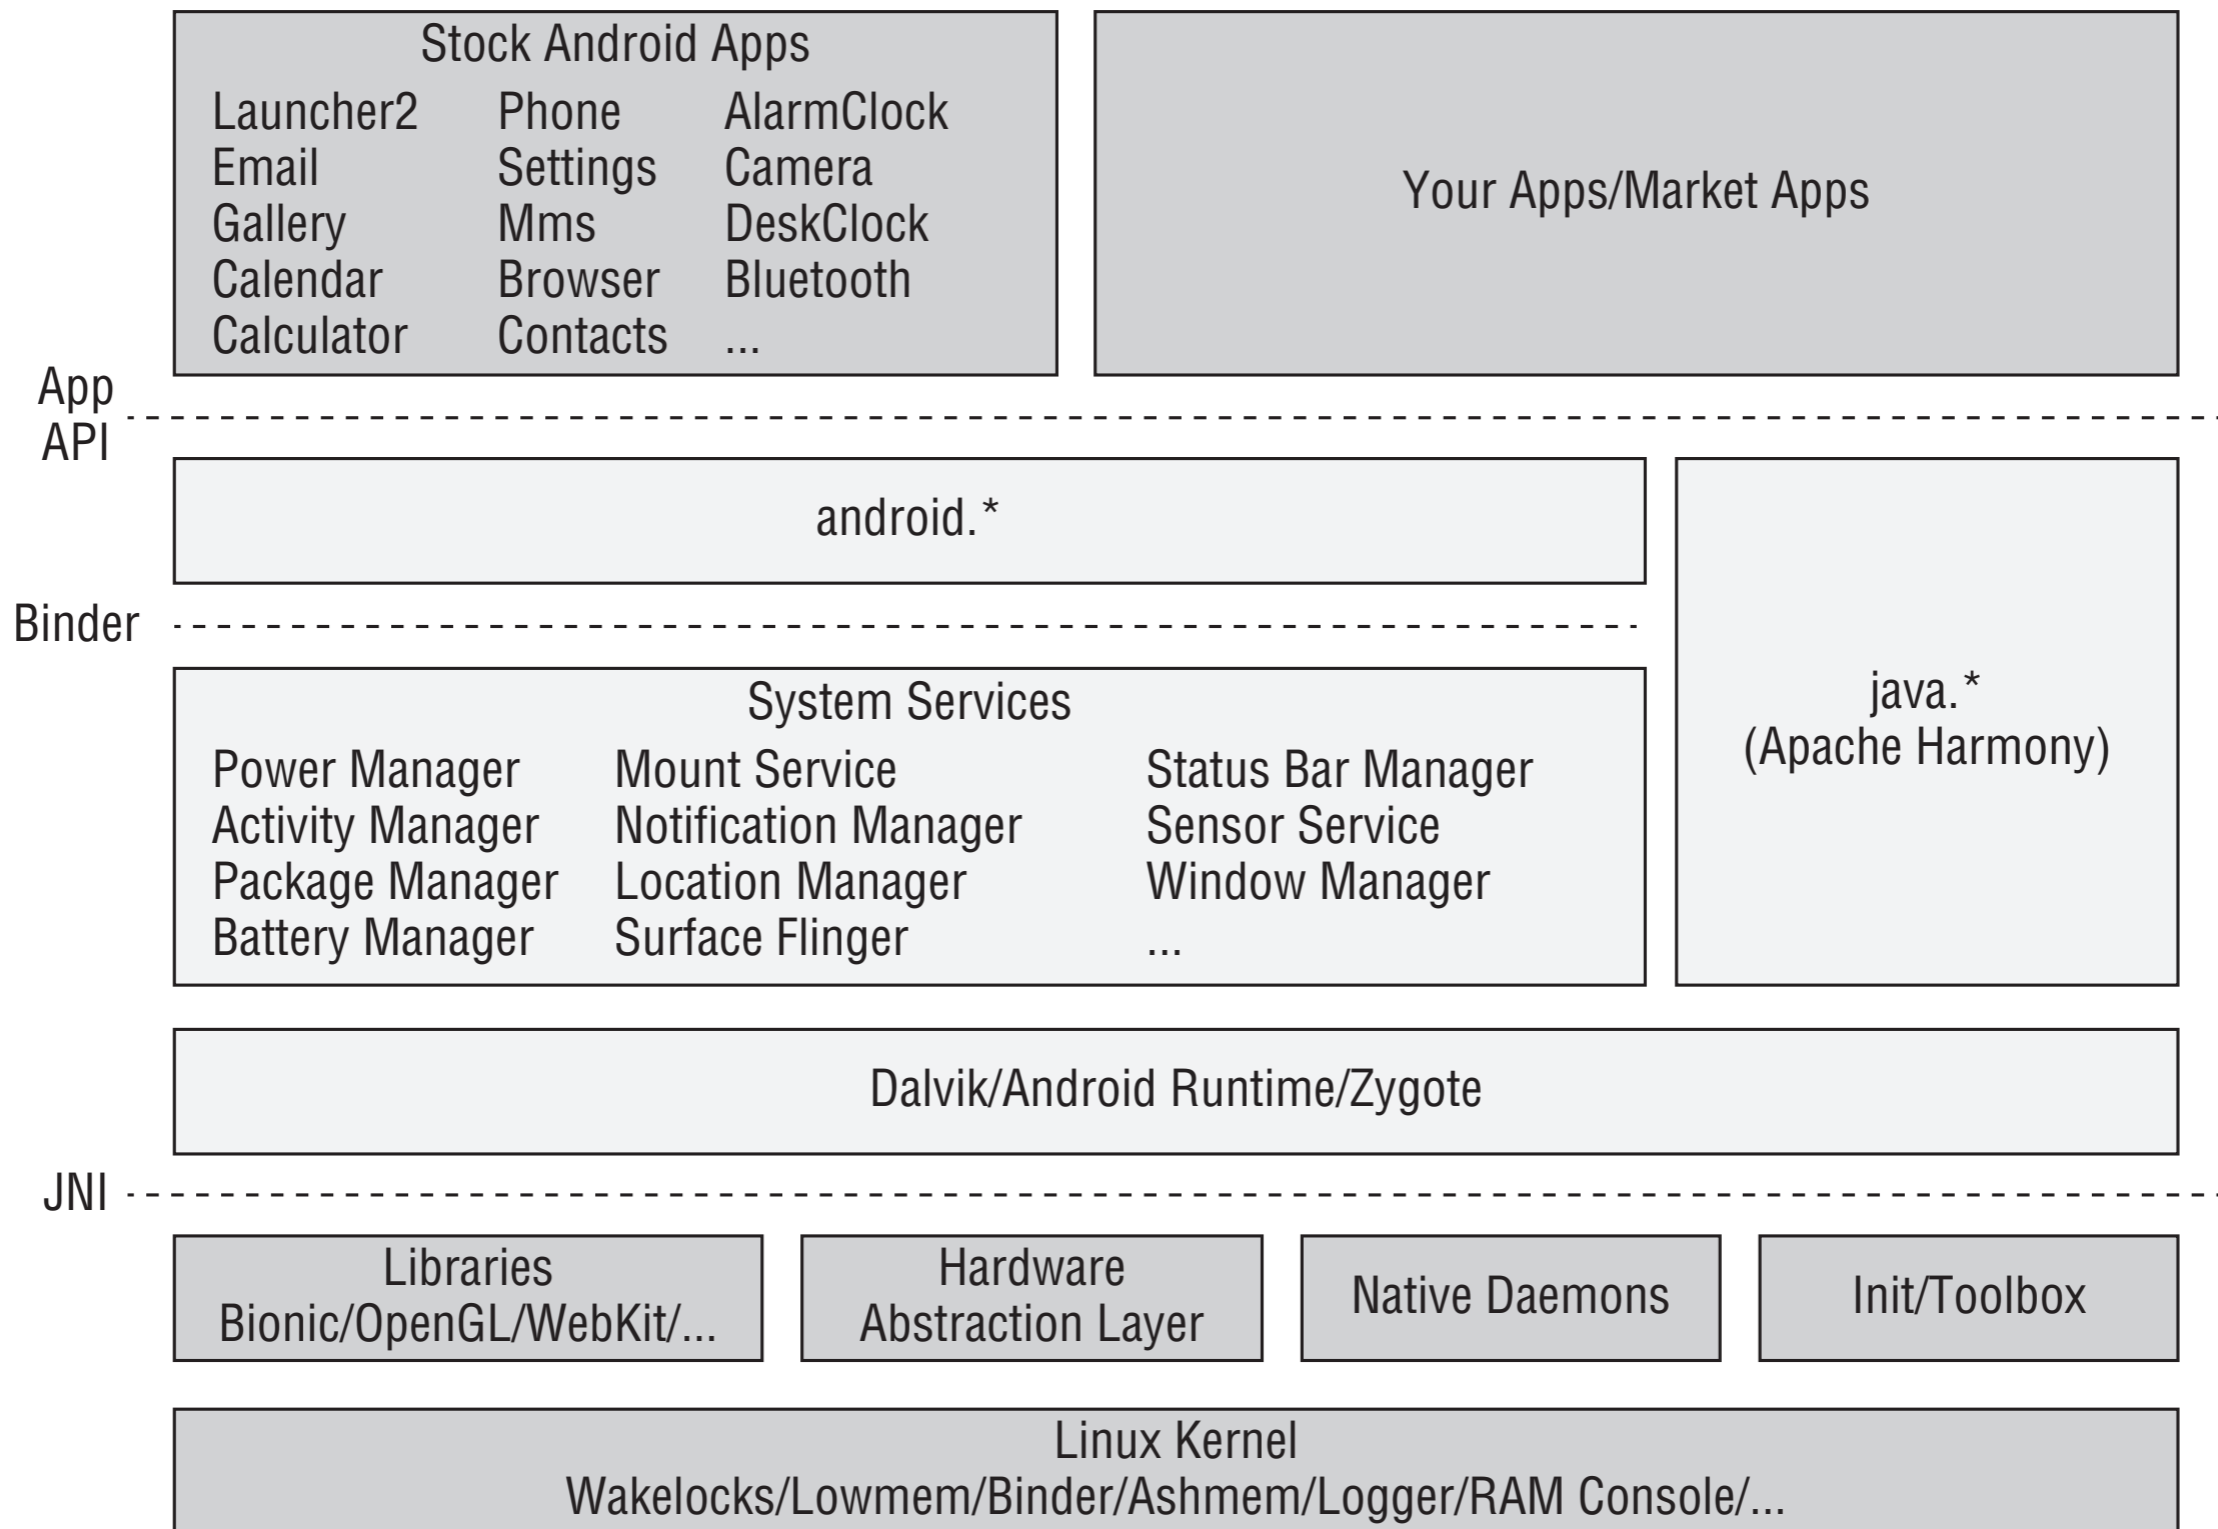 Stock Android Apps
Launcher2 Phone AlarmClock
Email Settings Camera
Gallery Mms DeskClock
Calendar Browser Bluetooth
Calculator Contacts ...
Your Apps/Market Apps
App
API
android.*
Binder
System Services
Power Manager Mount Service Status Bar Manager
Activity Manager Notification Manager Sensor Service
Package Manager Location Manager Window Manager
Battery Manager Surface Flinger ...
java.*
(Apache Harmony)
Dalvik/Android Runtime/Zygote
JNI
Libraries
Bionic/OpenGL/WebKit/...
Hardware
Abstraction Layer
Native Daemons
Init/Toolbox
Linux Kernel
Wakelocks/Lowmem/Binder/Ashmem/Logger/RAM Console/...